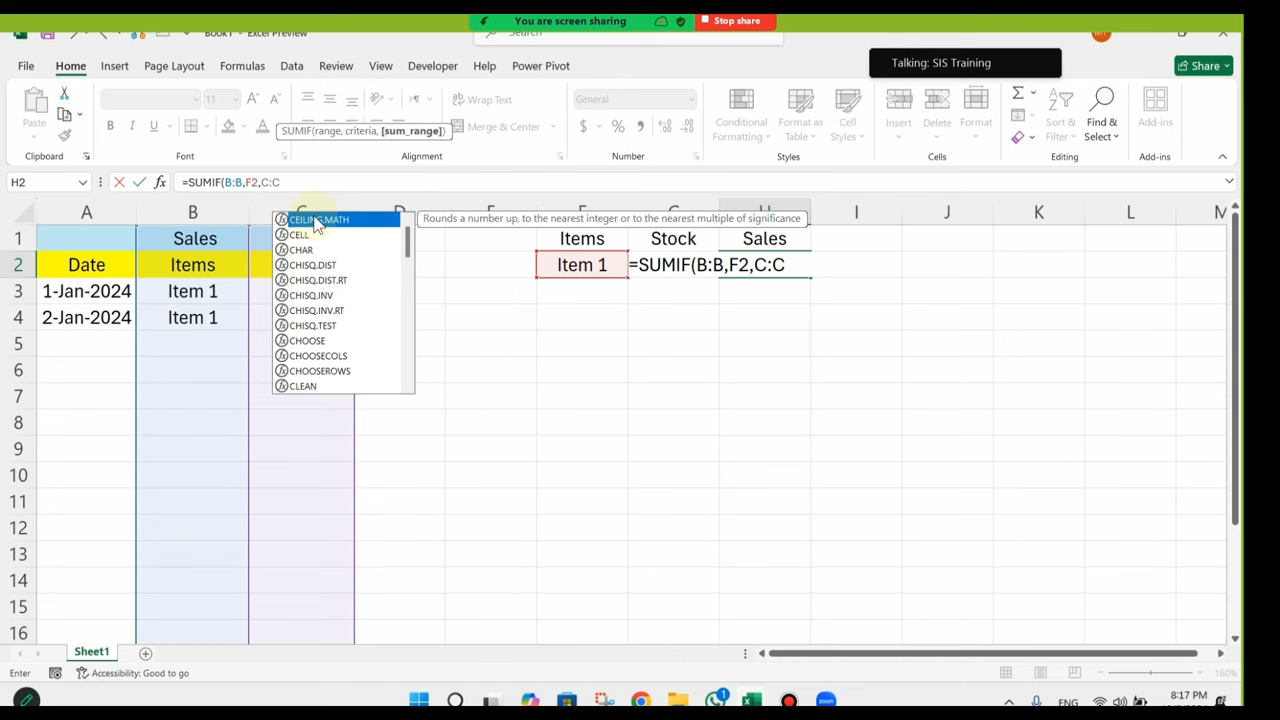 You are screen sharing
Stop share
Book1 - Excel Preview
Search
MT
Talking: SIS Training
File Home Insert Page Layout Formulas Data Review View Developer Help Power Pivot
Share
Paste
11
Wrap Text
General
Conditional Formatting
Format as Table
Cell Styles
Insert
Delete
Format
Sort & Filter
Find & Select
Add-ins
B I U
SUMIF(range, criteria, [sum_range])
Merge & Center
Clipboard Font Alignment Number Styles Cells Editing Add-ins
H2 fx =SUMIF(B:B,F2,C:C
A B C D E F G H I J K L M
1 Sales Items Stock Sales
2 Date Items Item 1 =SUMIF(B:B,F2,C:C
3 1-Jan-2024 Item 1
4 2-Jan-2024 Item 1
5
6
7
8
9
10
11
12
13
14
15
16
CEILING.MATH
Rounds a number up, to the nearest integer or to the nearest multiple of significance
CELL
CHAR
CHISQ.DIST
CHISQ.DIST.RT
CHISQ.INV
CHISQ.INV.RT
CHISQ.TEST
CHOOSE
CHOOSECOLS
CHOOSEROWS
CLEAN
Sheet1
Enter
Accessibility: Good to go
160%
1
zoom
ENG
8:17 PM